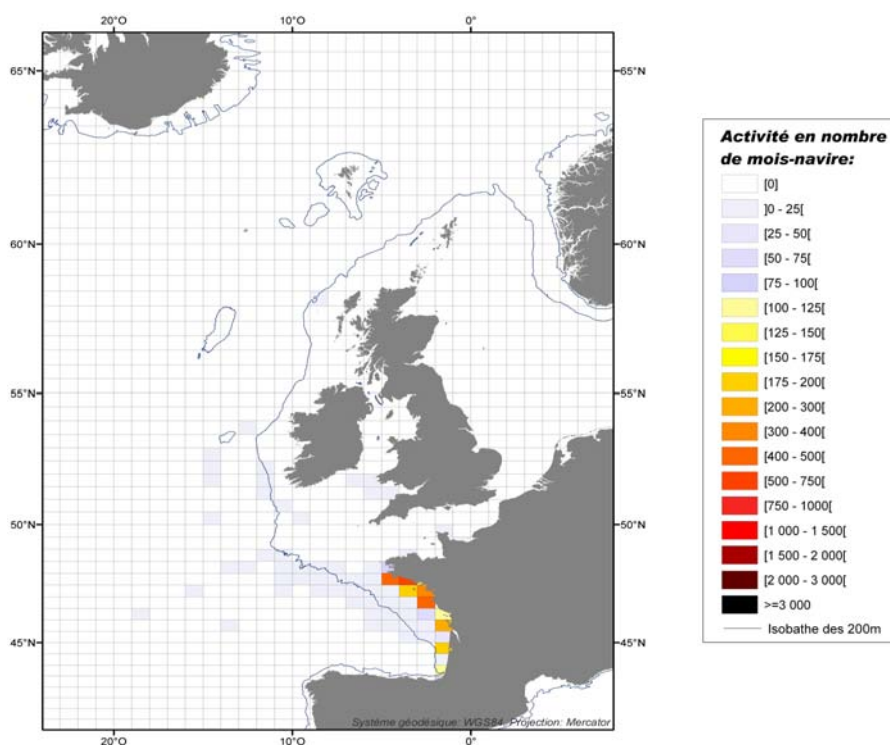 20°O 10°O 0°
65°N 65°N
60°N 60°N
55°N 55°N
50°N 50°N
45°N 45°N
Système géodésique: WGS84, Projection: Mercator
20°O 10°O 0°
Activité en nombre
de mois-navire:
[0]
]0 - 25[
[25 - 50[
[50 - 75[
[75 - 100[
[100 - 125[
[125 - 150[
[150 - 175[
[175 - 200[
[200 - 300[
[300 - 400[
[400 - 500[
[500 - 750[
[750 - 1000[
[1 000 - 1 500[
[1 500 - 2 000[
[2 000 - 3 000[
>=3 000
Isobathe des 200m